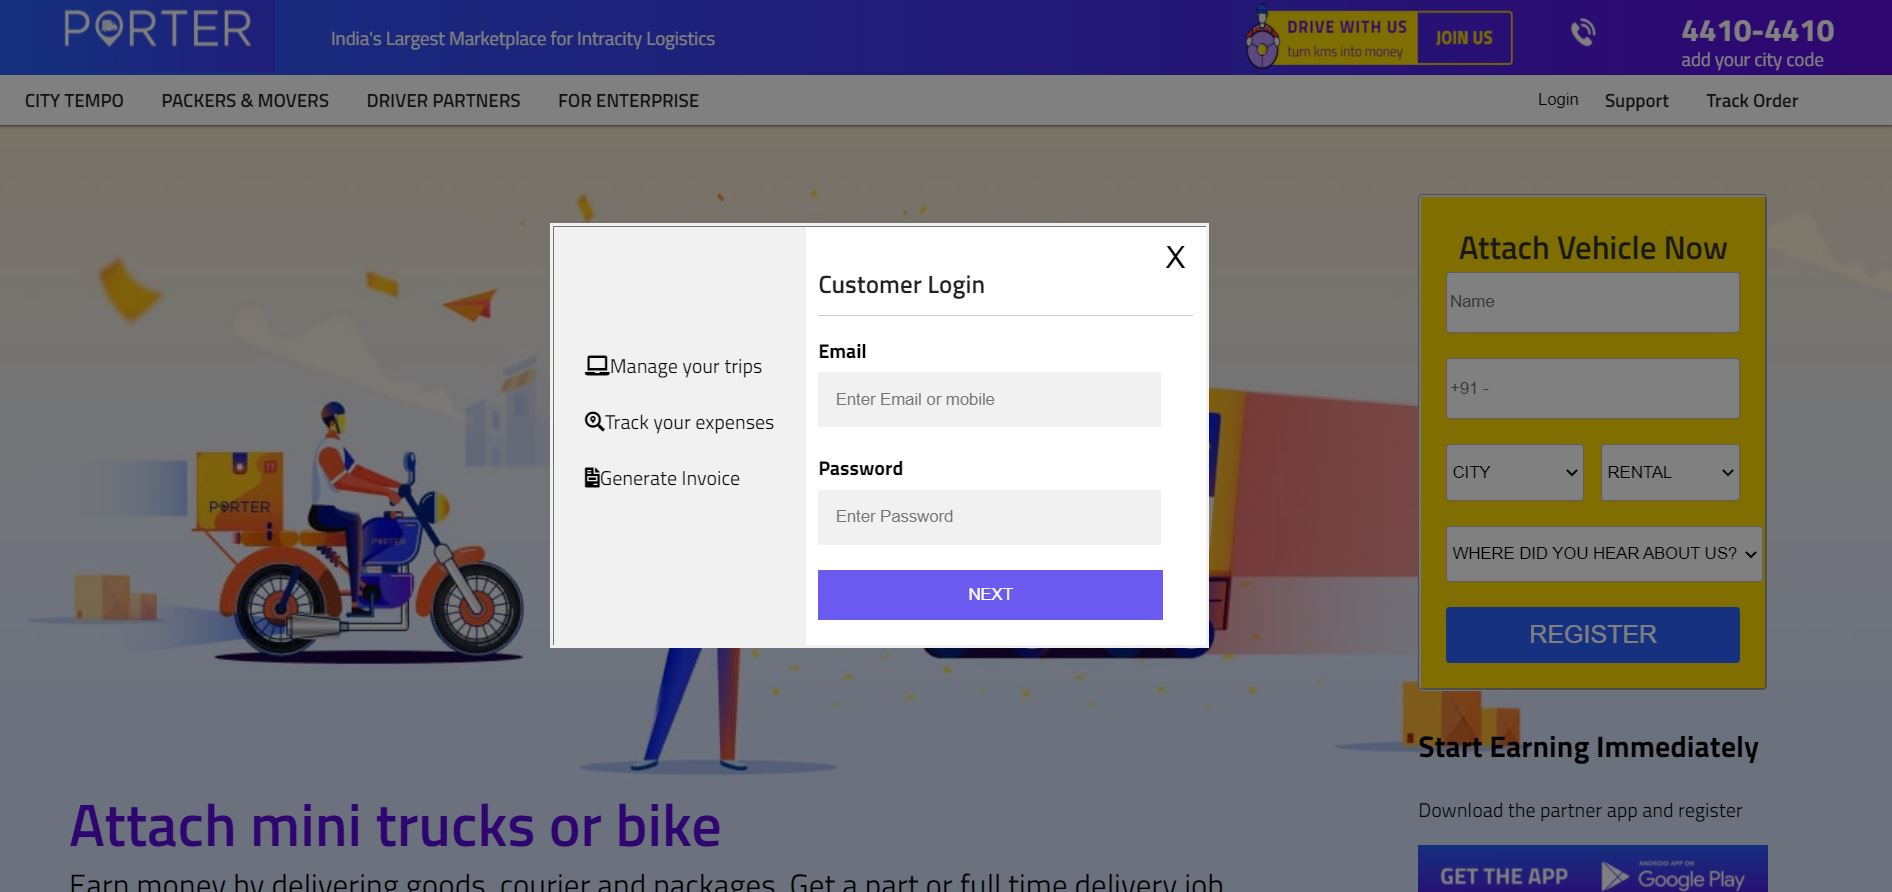 PORTER
India's Largest Marketplace for Intracity Logistics
DRIVE WITH US
turn kms into money
JOIN US
4410-4410
add your city code
CITY TEMPO
PACKERS & MOVERS
DRIVER PARTNERS
FOR ENTERPRISE
Login
Support
Track Order
X
Customer Login
Manage your trips
Track your expenses
Generate Invoice
Email
Enter Email or mobile
Password
Enter Password
NEXT
Attach Vehicle Now
Name
+91 -
CITY
RENTAL
WHERE DID YOU HEAR ABOUT US?
REGISTER
PORTER
PORTER
Start Earning Immediately
Download the partner app and register
GET THE APP
ANDROID APP ON
Google Play
Attach mini trucks or bike
Earn money by delivering goods, courier and packages. Get a part or full time delivery job